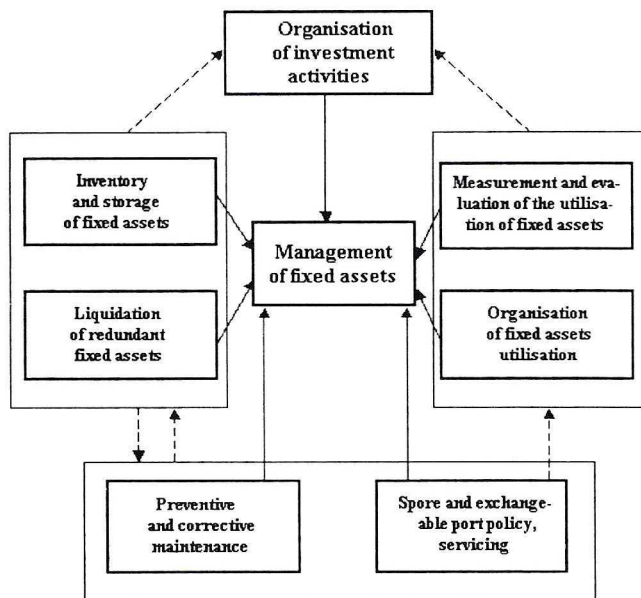 Organisation
of investment
activities
Inventory
and storage
of fixed assets
Measurement and eva-
luation of the utilisa-
tion of fixed assets
Management
of fixed assets
Liquidation
of redundant
fixed assets
Organisation
of fixed assets
utilisation
Preventive
and corrective
maintenance
Spore and exchange-
able port policy,
servicing